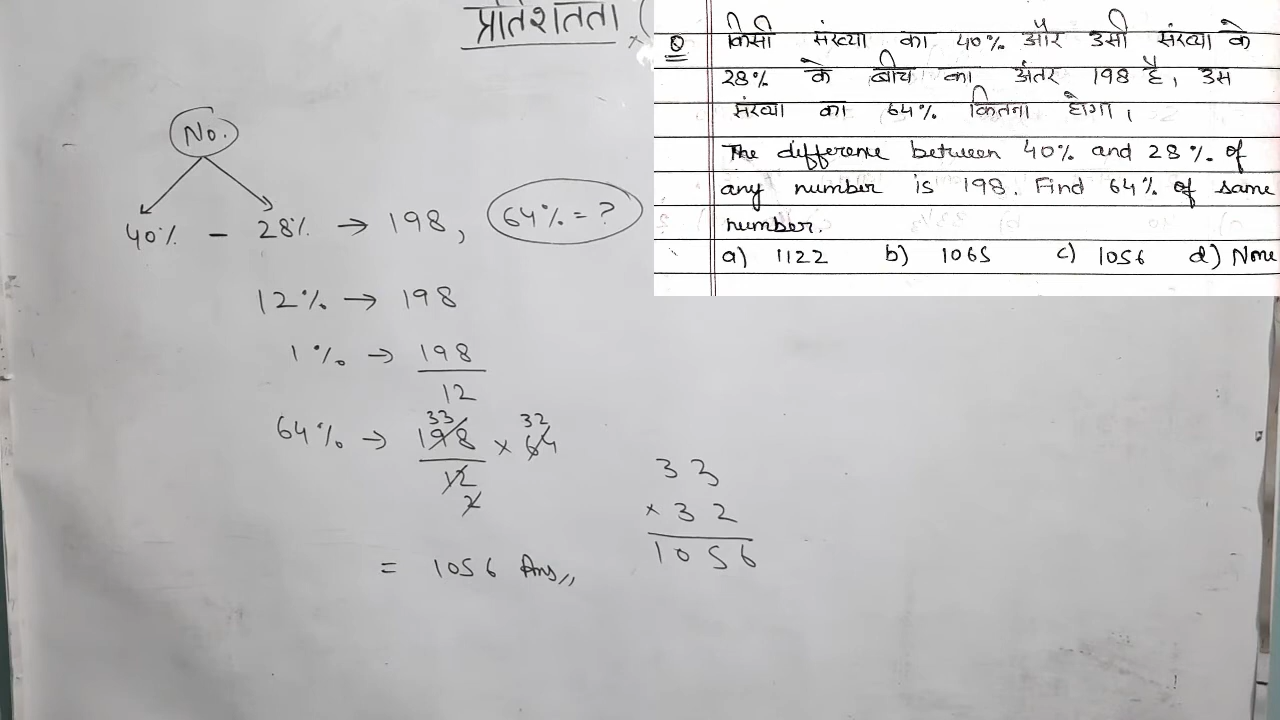 प्रतिशतता (
Q किसी संख्या का 40% और उसी संख्या के
28% के बीच का अंतर 198 है, उस
संख्या का 64% कितना होगा।
The difference between 40% and 28% of
any number is 198. Find 64% of same
number.
a) 1122 b) 1065 c) 1056 d) None
No.
40% - 28% → 198, 64% = ?
12% → 198
1% → 198
12
33 32
64% → 198 × 64
12
2
= 1056 Ans,,
33
× 32
1056